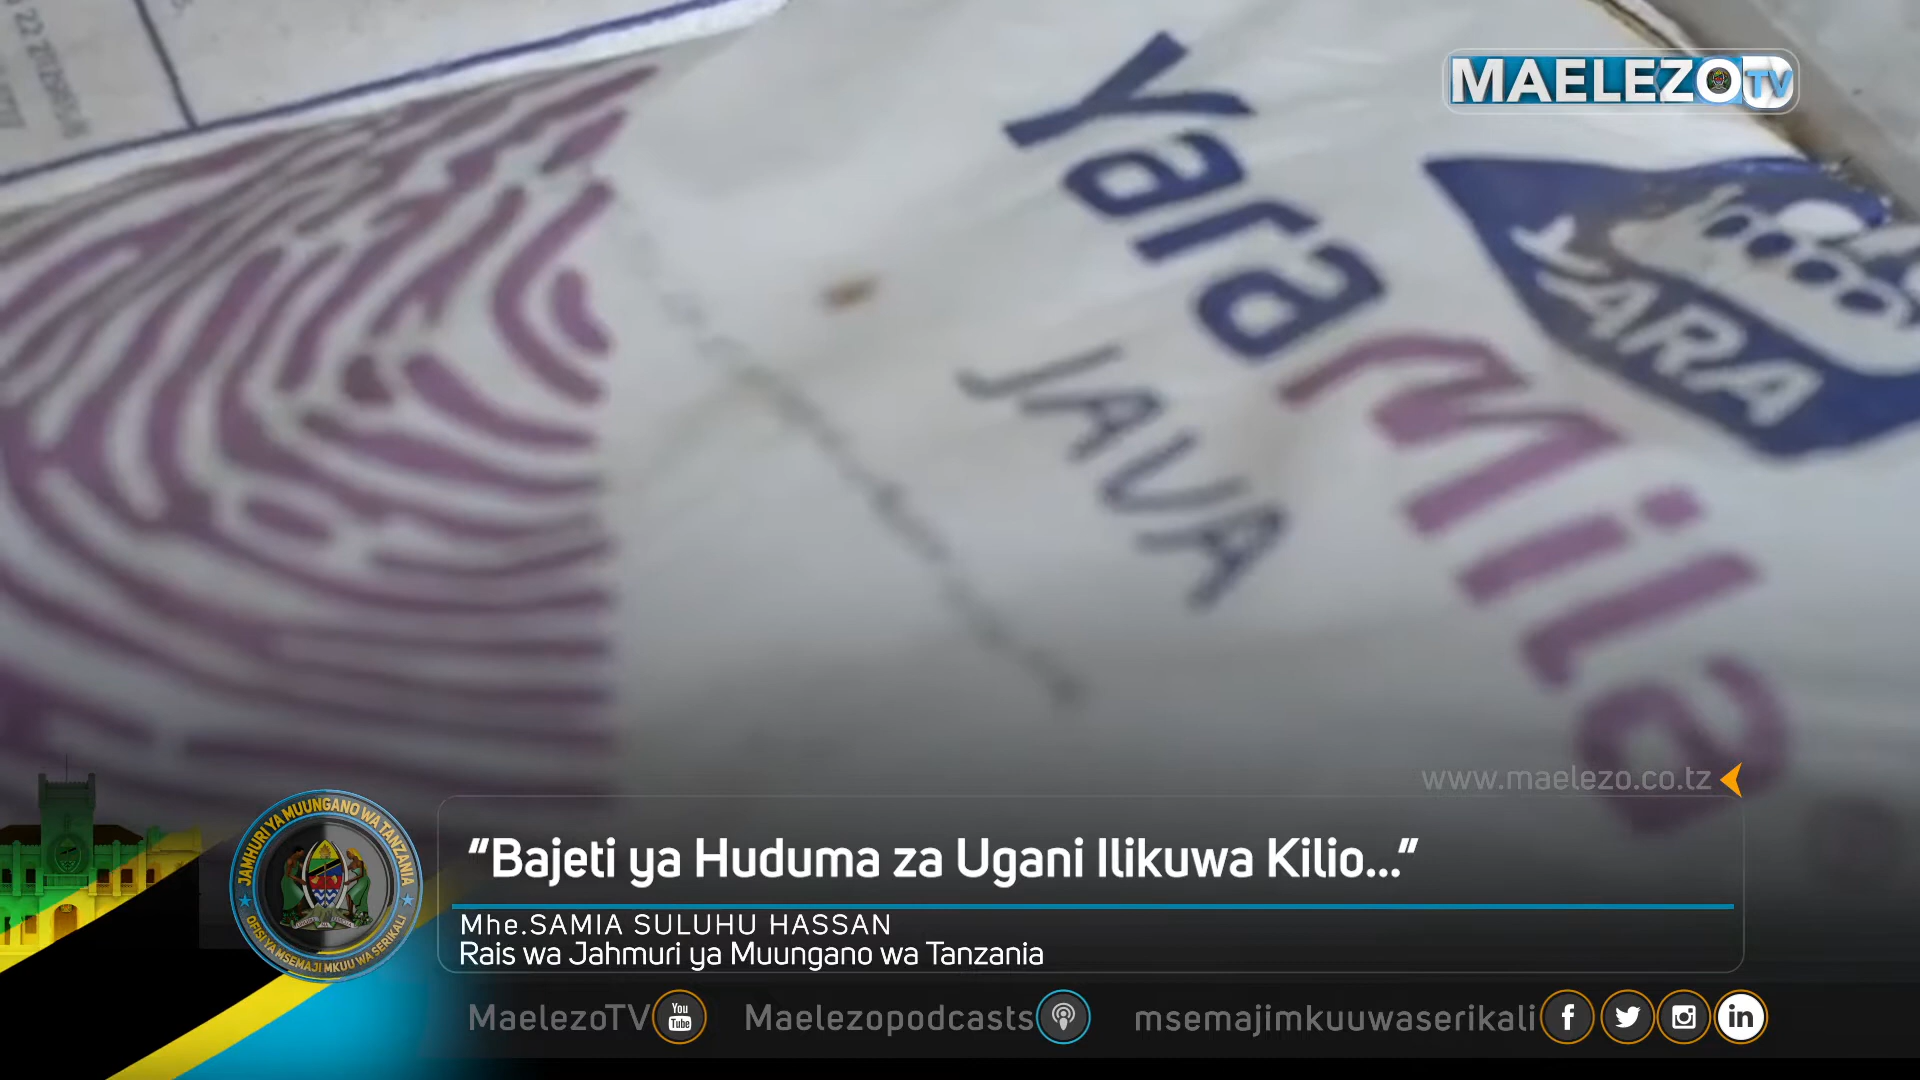 MAELEZO TV
YaraMila
JAVA
YARA
www.maelezo.co.tz
"Bajeti ya Huduma za Ugani Ilikuwa Kilio..."
Mhe.SAMIA SULUHU HASSAN
Rais wa Jahmuri ya Muungano wa Tanzania
JAMHURI YA MUUNGANO WA TANZANIA
OFISI YA MSEMAJI MKUU WA SERIKALI
MaelezoTV You Tube Maelezopodcasts msemajimkuuwaserikali f in